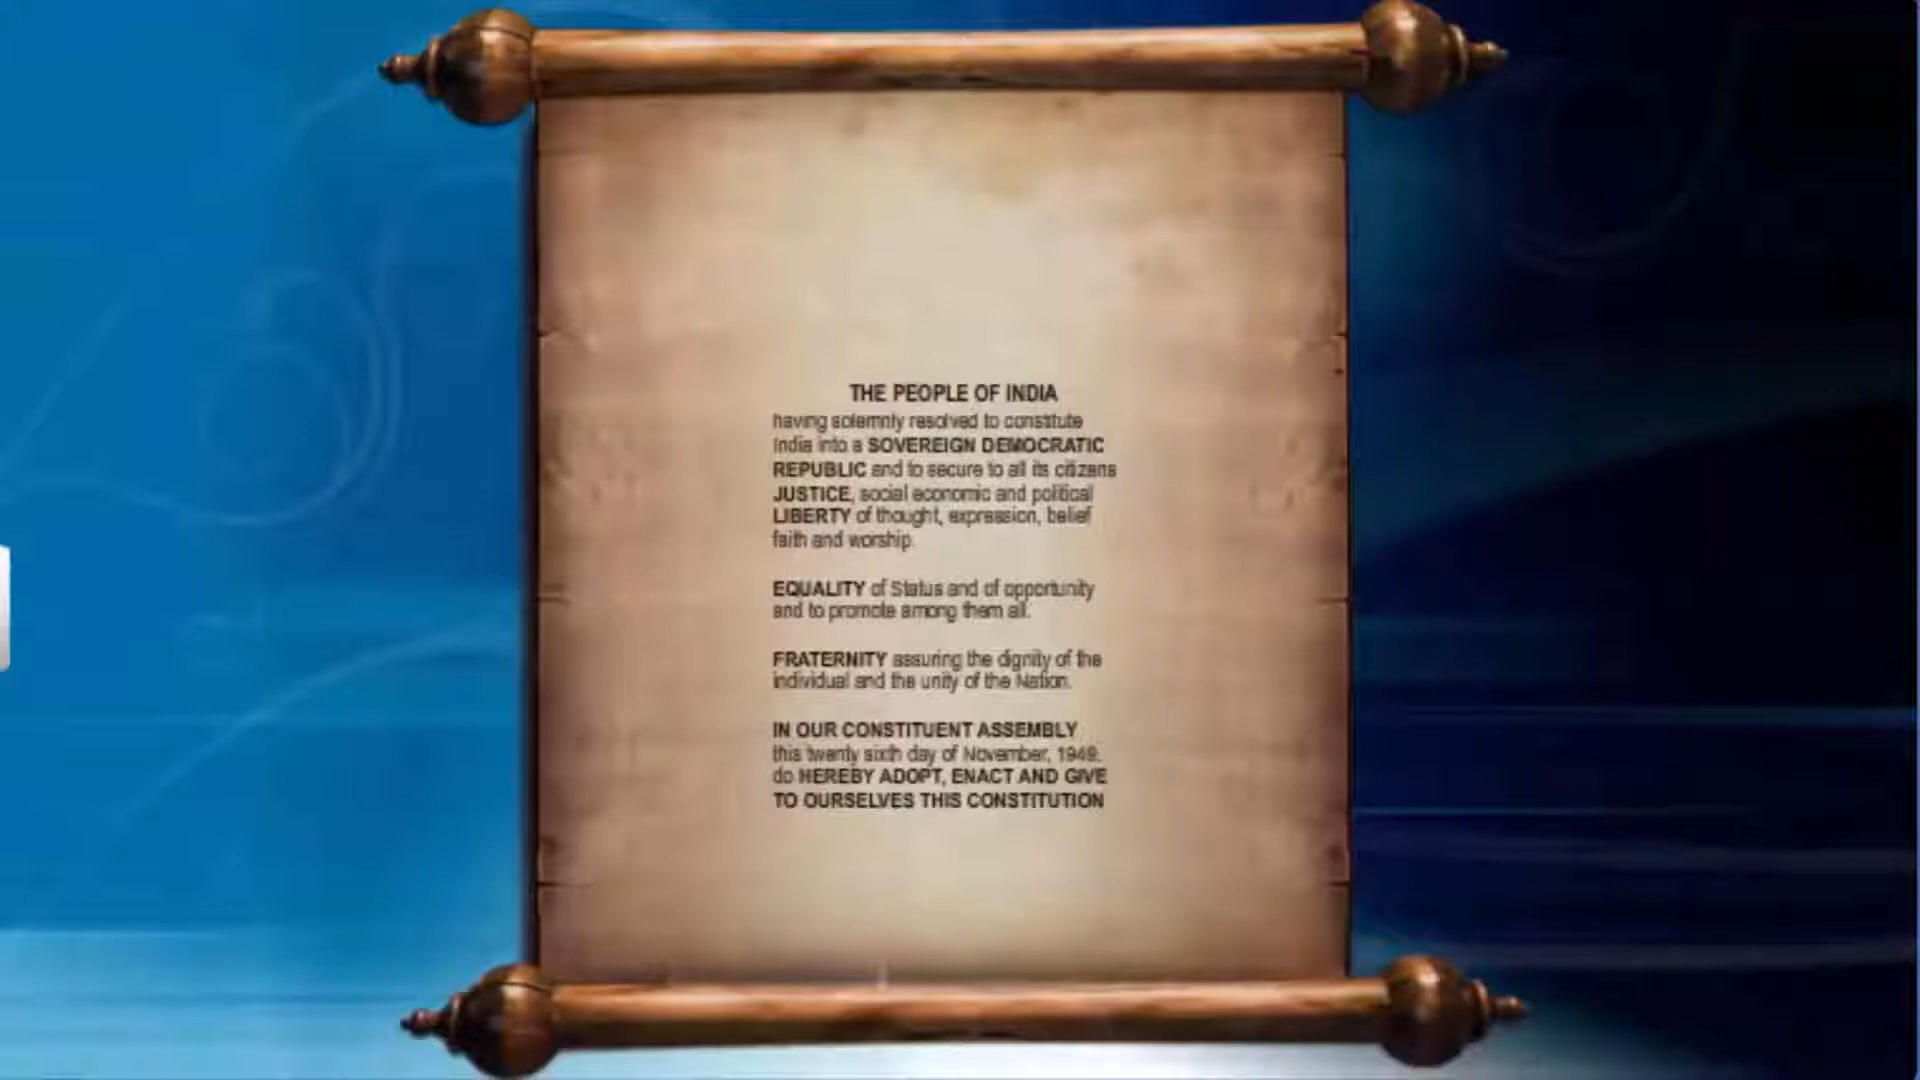 THE PEOPLE OF INDIA
having solemnly resolved to constitute
India into a SOVEREIGN DEMOCRATIC
REPUBLIC and to secure to all its citizens
JUSTICE, social economic and political
LIBERTY of thought, expression, belief
faith and worship.
EQUALITY of Status and of opportunity
and to promote among them all.
FRATERNITY assuring the dignity of the
individual and the unity of the Nation.
IN OUR CONSTITUENT ASSEMBLY
this twenty sixth day of November, 1949.
do HEREBY ADOPT, ENACT AND GIVE
TO OURSELVES THIS CONSTITUTION